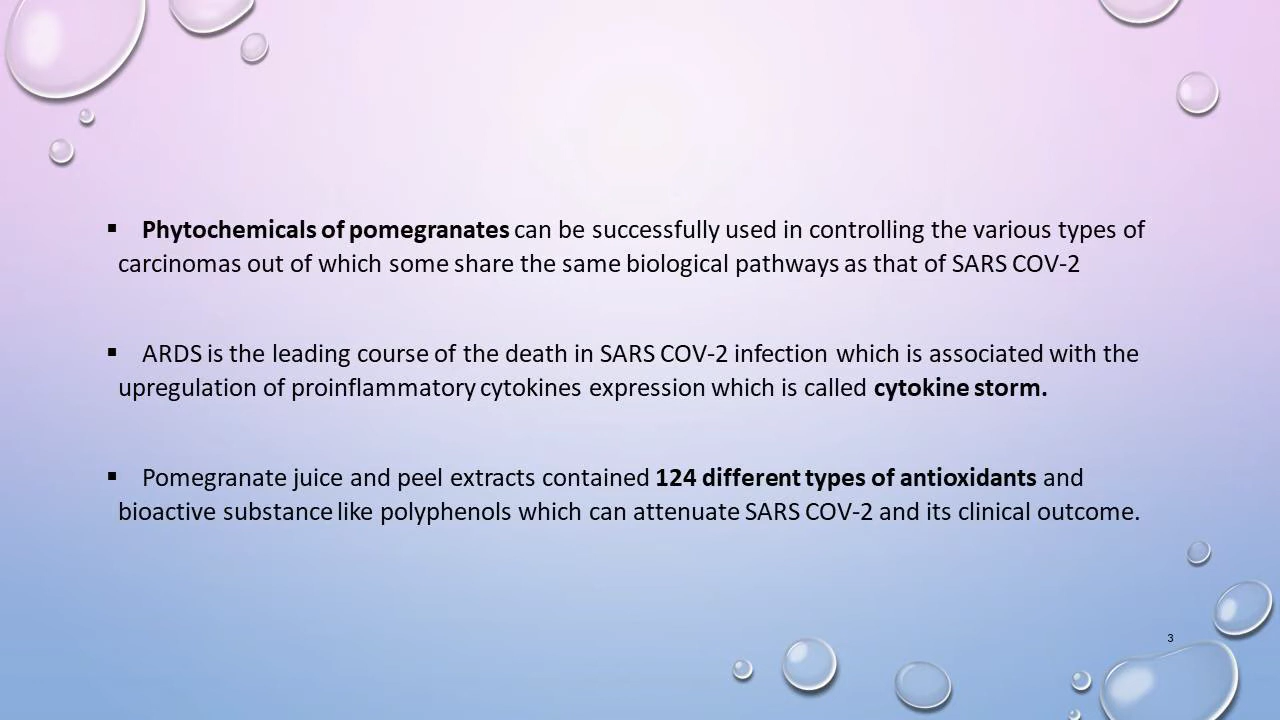 ▪ Phytochemicals of pomegranates can be successfully used in controlling the various types of
carcinomas out of which some share the same biological pathways as that of SARS COV-2
▪ ARDS is the leading course of the death in SARS COV-2 infection which is associated with the
upregulation of proinflammatory cytokines expression which is called cytokine storm.
▪ Pomegranate juice and peel extracts contained 124 different types of antioxidants and
bioactive substance like polyphenols which can attenuate SARS COV-2 and its clinical outcome.
3